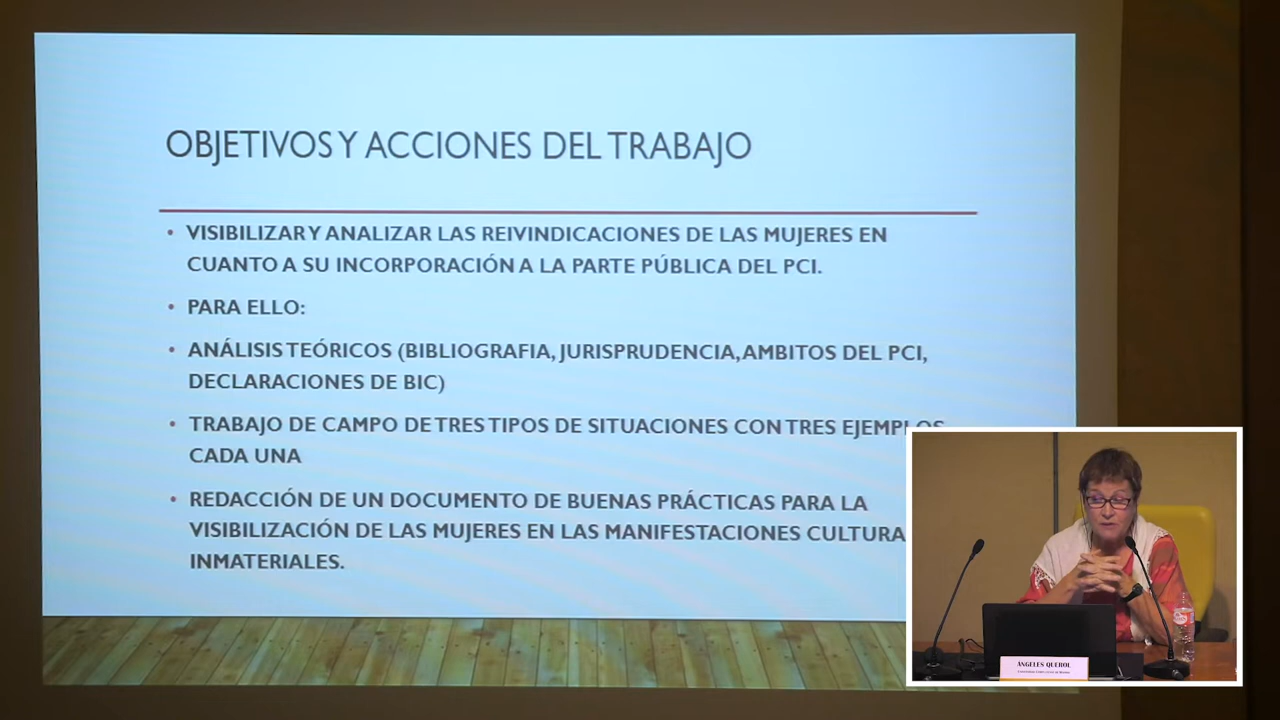 OBJETIVOS Y ACCIONES DEL TRABAJO
• VISIBILIZAR Y ANALIZAR LAS REIVINDICACIONES DE LAS MUJERES EN
CUANTO A SU INCORPORACIÓN A LA PARTE PÚBLICA DEL PCI.
• PARA ELLO:
• ANÁLISIS TEÓRICOS (BIBLIOGRAFIA, JURISPRUDENCIA, AMBITOS DEL PCI,
DECLARACIONES DE BIC)
• TRABAJO DE CAMPO DE TRES TIPOS DE SITUACIONES CON TRES EJEMPLOS
CADA UNA
• REDACCIÓN DE UN DOCUMENTO DE BUENAS PRÁCTICAS PARA LA
VISIBILIZACIÓN DE LAS MUJERES EN LAS MANIFESTACIONES CULTURA
INMATERIALES.
ÁNGELES QUEROL